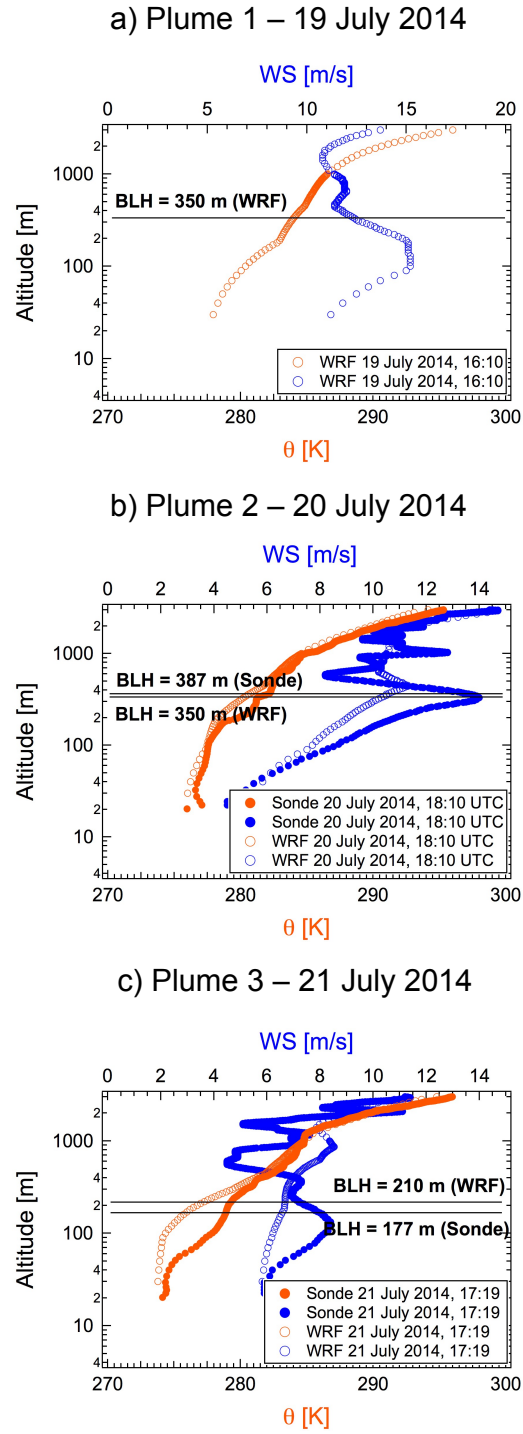 a) Plume 1 – 19 July 2014
WS [m/s]
0 5 10 15 20
Altitude [m]
2
1000
4
2
100
4
2
10
4
BLH = 350 m (WRF)
WRF 19 July 2014, 16:10
WRF 19 July 2014, 16:10
270 280 290 300
θ [K]
b) Plume 2 – 20 July 2014
WS [m/s]
0 2 4 6 8 10 12 14
Altitude [m]
2
1000
4
2
100
4
2
10
4
BLH = 387 m (Sonde)
BLH = 350 m (WRF)
Sonde 20 July 2014, 18:10 UTC
Sonde 20 July 2014, 18:10 UTC
WRF 20 July 2014, 18:10 UTC
WRF 20 July 2014, 18:10 UTC
270 280 290 300
θ [K]
c) Plume 3 – 21 July 2014
WS [m/s]
0 2 4 6 8 10 12 14
Altitude [m]
2
1000
4
2
100
4
2
10
4
BLH = 210 m (WRF)
BLH = 177 m (Sonde)
Sonde 21 July 2014, 17:19
Sonde 21 July 2014, 17:19
WRF 21 July 2014, 17:19
WRF 21 July 2014, 17:19
270 280 290 300
θ [K]